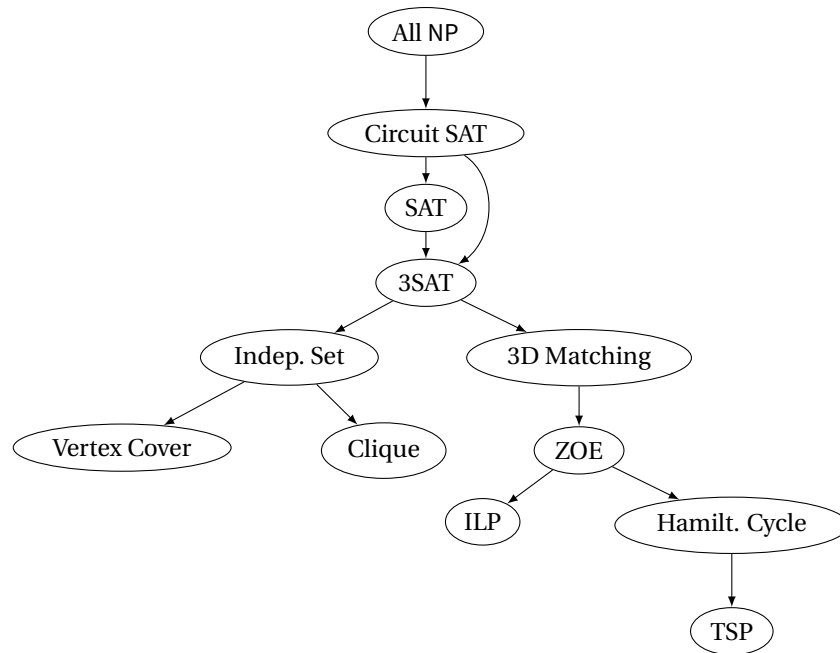 All NP
Circuit SAT
SAT
3SAT
Indep. Set
3D Matching
Vertex Cover
Clique
ZOE
ILP
Hamilt. Cycle
TSP